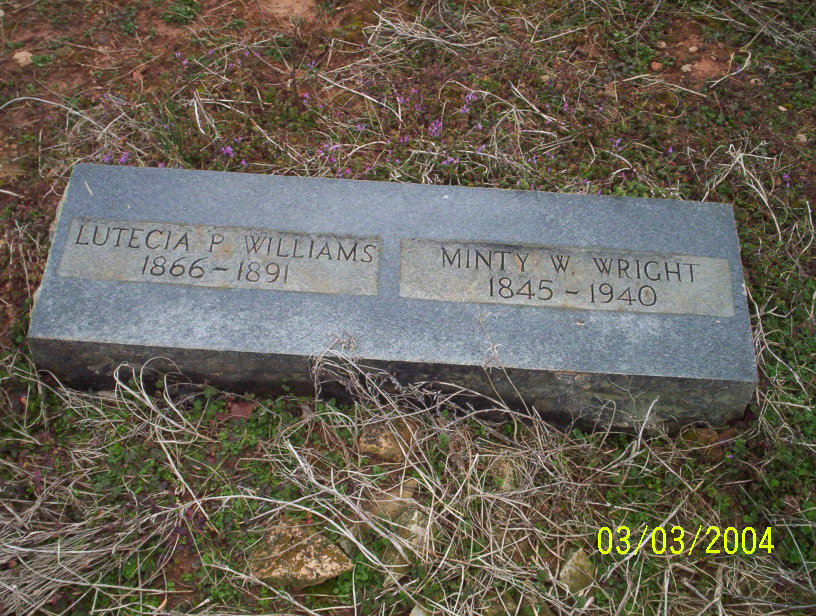 LUTECIA P. WILLIAMS
1866-1891
MINTY W. WRIGHT
1845-1940
03/03/2004